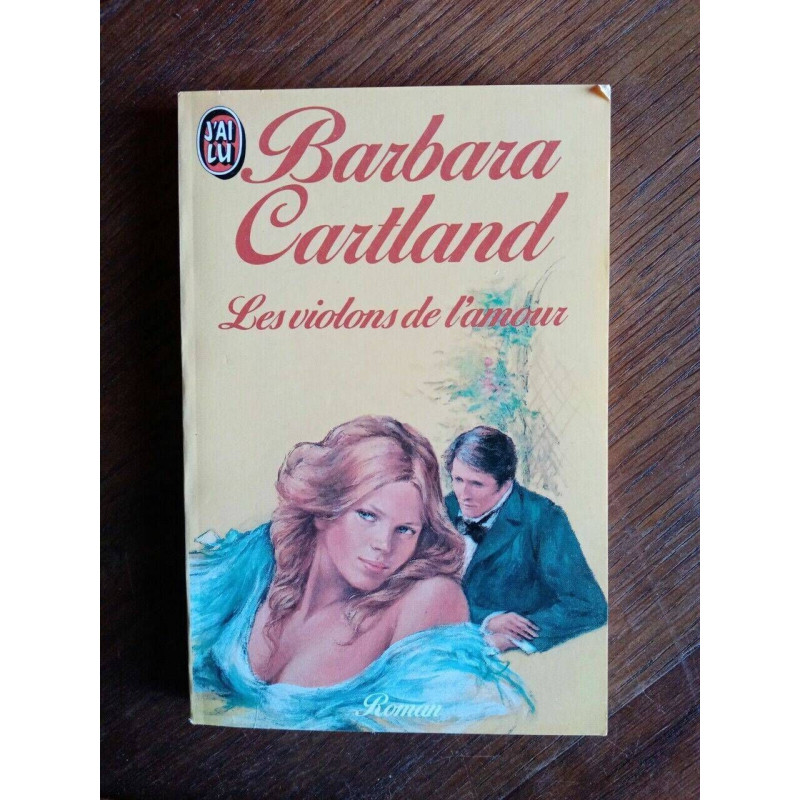 J'AI
LU
Barbara
Cartland
Les violons de l'amour
Roman